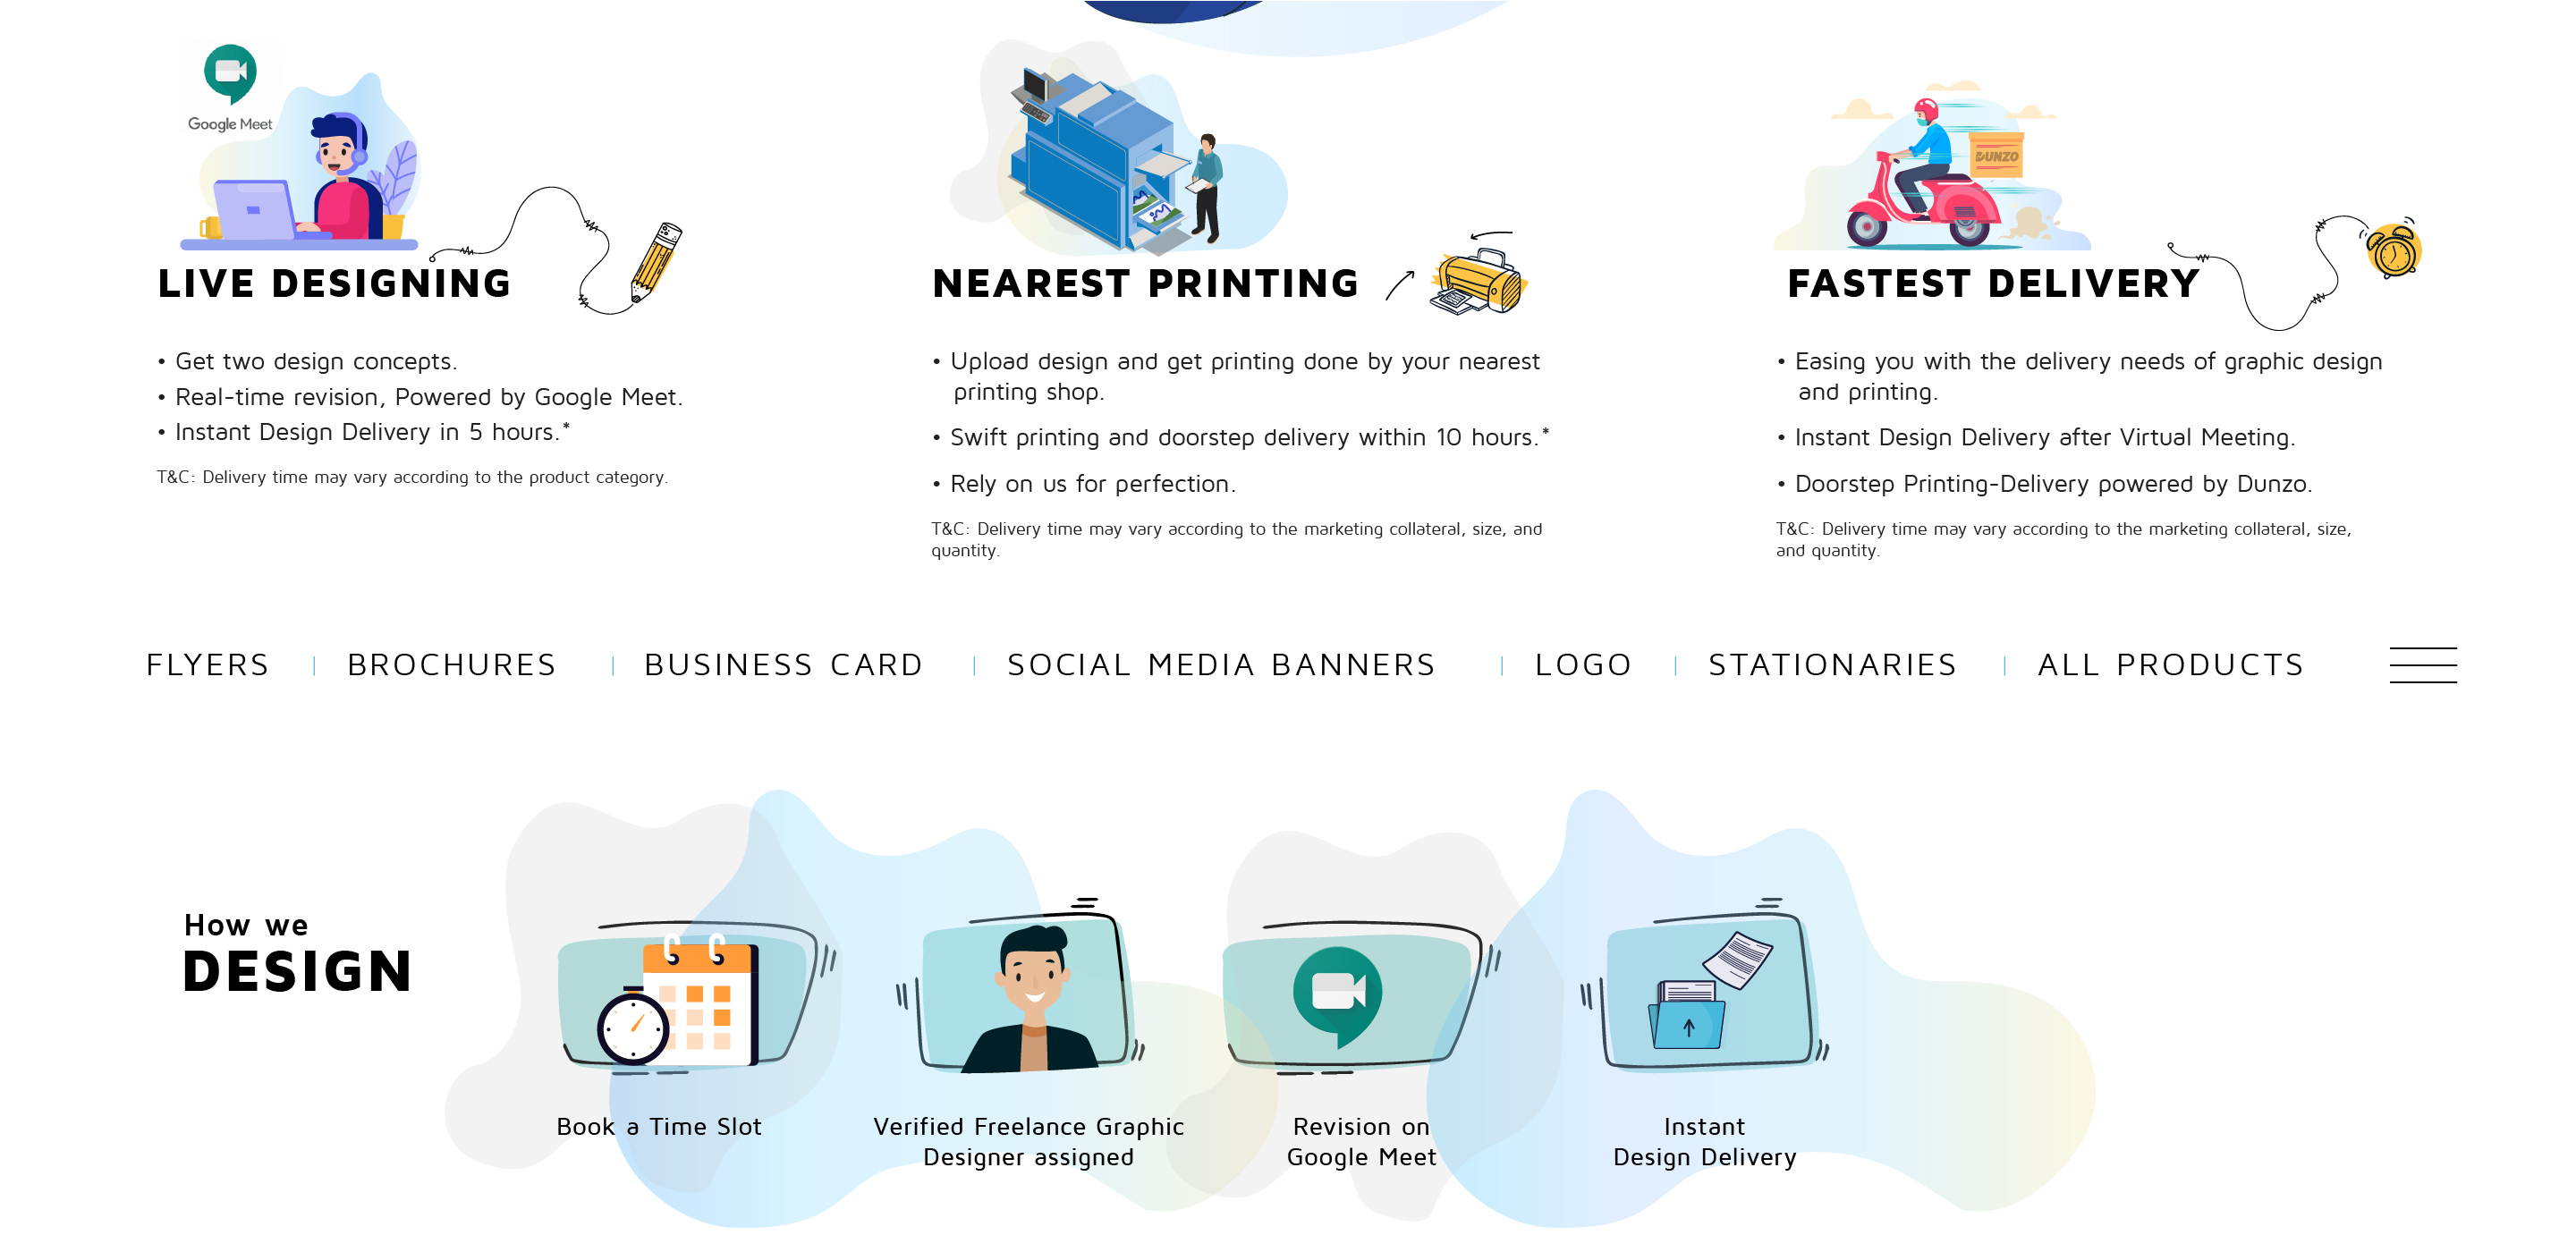 Google Meet
DUNZO
LIVE DESIGNING
• Get two design concepts.
• Real-time revision, Powered by Google Meet.
• Instant Design Delivery in 5 hours.*
T&C: Delivery time may vary according to the product category.
NEAREST PRINTING
• Upload design and get printing done by your nearest
printing shop.
• Swift printing and doorstep delivery within 10 hours.*
• Rely on us for perfection.
T&C: Delivery time may vary according to the marketing collateral, size, and
quantity.
FASTEST DELIVERY
• Easing you with the delivery needs of graphic design
and printing.
• Instant Design Delivery after Virtual Meeting.
• Doorstep Printing-Delivery powered by Dunzo.
T&C: Delivery time may vary according to the marketing collateral, size,
and quantity.
FLYERS | BROCHURES | BUSINESS CARD | SOCIAL MEDIA BANNERS | LOGO | STATIONARIES | ALL PRODUCTS
How we
DESIGN
Book a Time Slot
Verified Freelance Graphic
Designer assigned
Revision on
Google Meet
Instant
Design Delivery